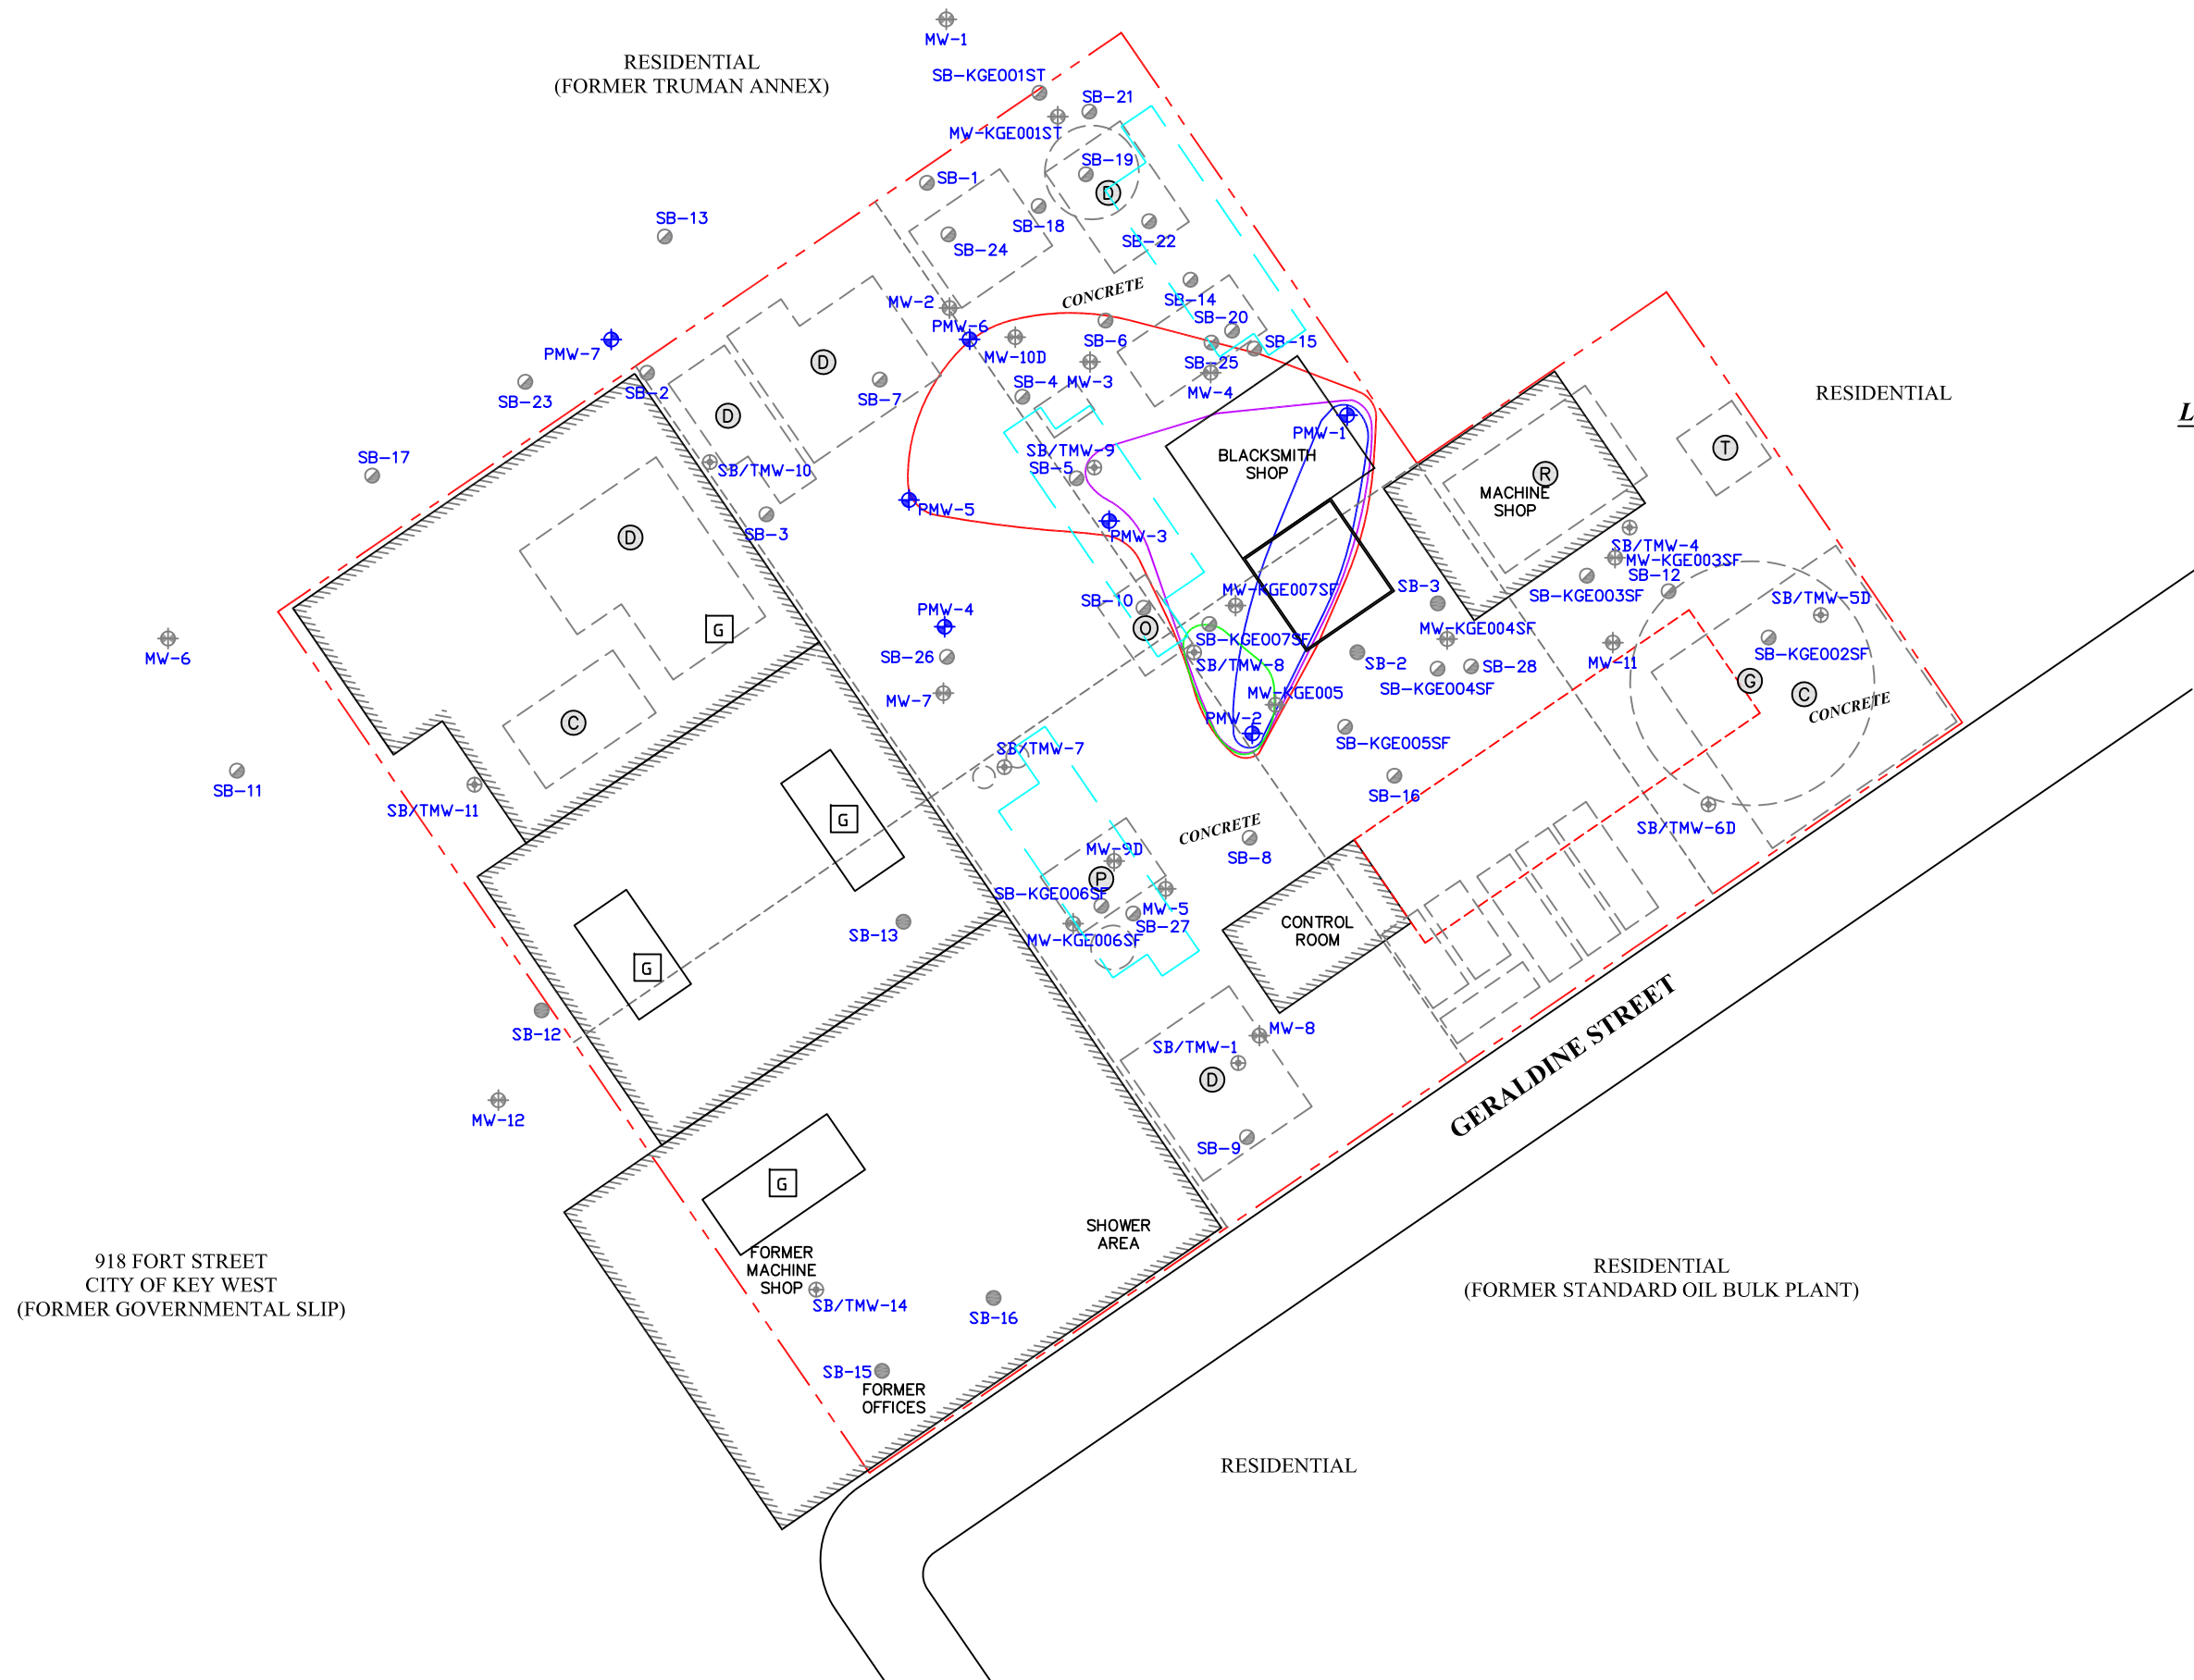 MW-1
RESIDENTIAL
(FORMER TRUMAN ANNEX)
SB-KGE001ST
SB-21
MW-KGE001ST
SB-19
D
SB-1
SB-13
SB-18
SB-22
SB-24
CONCRETE
SB-14
MW-2
SB-20
PMW-6
SB-6
SB-15
PMW-7
MW-10D
SB-25
D
SB-4
MW-3
MW-4
SB-2
SB-7
SB-23
RESIDENTIAL
L
D
PMW-1
SB/TMW-9
BLACKSMITH
SHOP
T
SB-17
SB/TMW-10
SB-5
R
MACHINE
SHOP
PMW-5
SB-3
PMW-3
D
SB/TMW-4
MW-KGE003SF
SB-12
MW-KGE007SF
SB-3
SB-KGE003SF
SB/TMW-5D
SB-10
PMW-4
G
O
MW-KGE004SF
SB-KGE007SF
MW-6
SB-26
SB/TMW-8
SB-2
SB-28
MW-11
SB-KGE002SF
G
C
SB-KGE004SF
MW-7
MW-KGE005
CONCRETE
C
PMW-2
SB-KGE005SF
SB/TMW-7
SB-11
SB/TMW-11
SB-16
G
CONCRETE
SB/TMW-6D
MW-9D
SB-8
P
SB-KGE006SF
MW-5
SB-27
SB-13
MW-KGE006SF
CONTROL
ROOM
G
SB-12
MW-8
SB/TMW-1
GERALDINE STREET
D
MW-12
SB-9
G
SHOWER
AREA
FORMER
MACHINE
SHOP
918 FORT STREET
CITY OF KEY WEST
(FORMER GOVERNMENTAL SLIP)
RESIDENTIAL
(FORMER STANDARD OIL BULK PLANT)
SB/TMW-14
SB-16
SB-15
FORMER
OFFICES
RESIDENTIAL